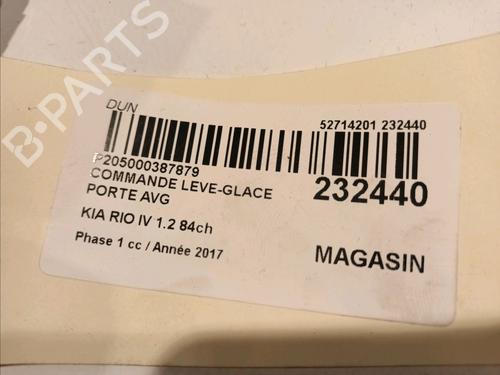 B-PARTS
DUN
52714201 232440
P205000387879
COMMANDE LEVE-GLACE
PORTE AVG
232440
KIA RIO IV 1.2 84ch
Phase 1 cc / Année 2017
MAGASIN